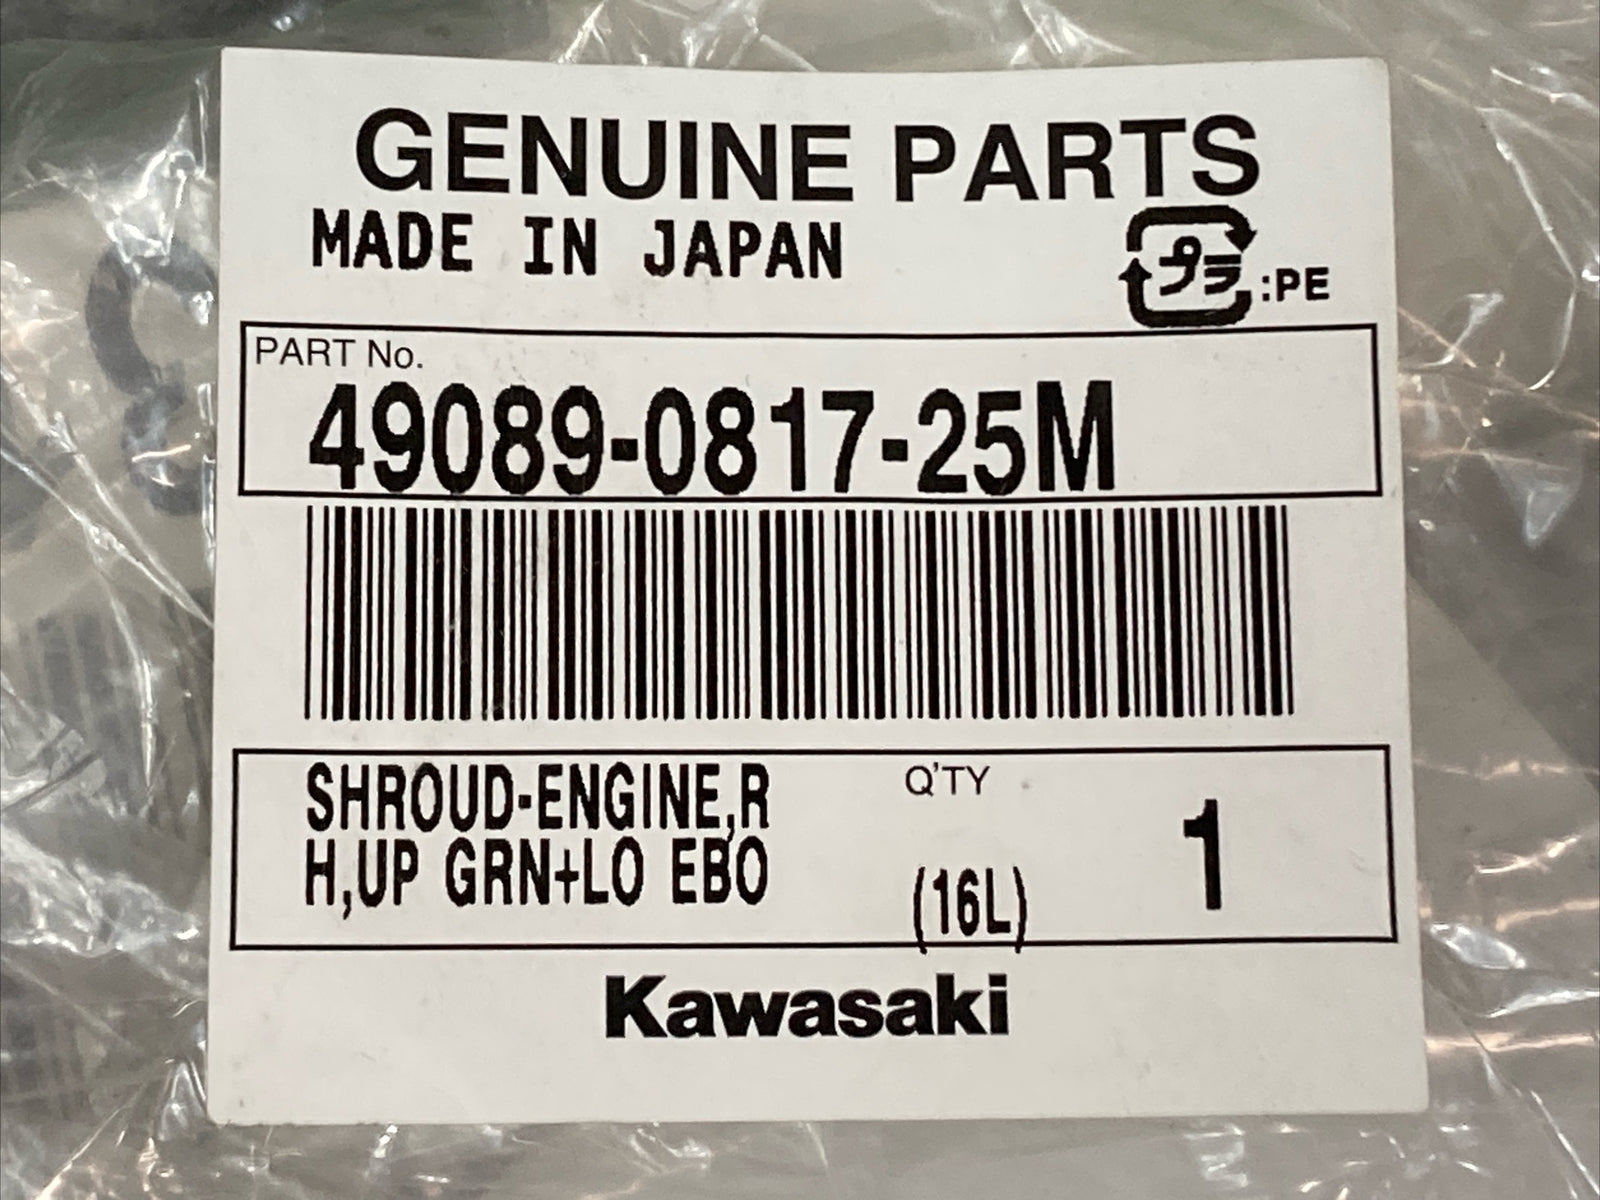 GENUINE PARTS
MADE IN JAPAN
プラ :PE
PART No.
49089-0817-25M
SHROUD-ENGINE,R
H,UP GRN+LO EBO
Q'TY
(16L)
1
Kawasaki